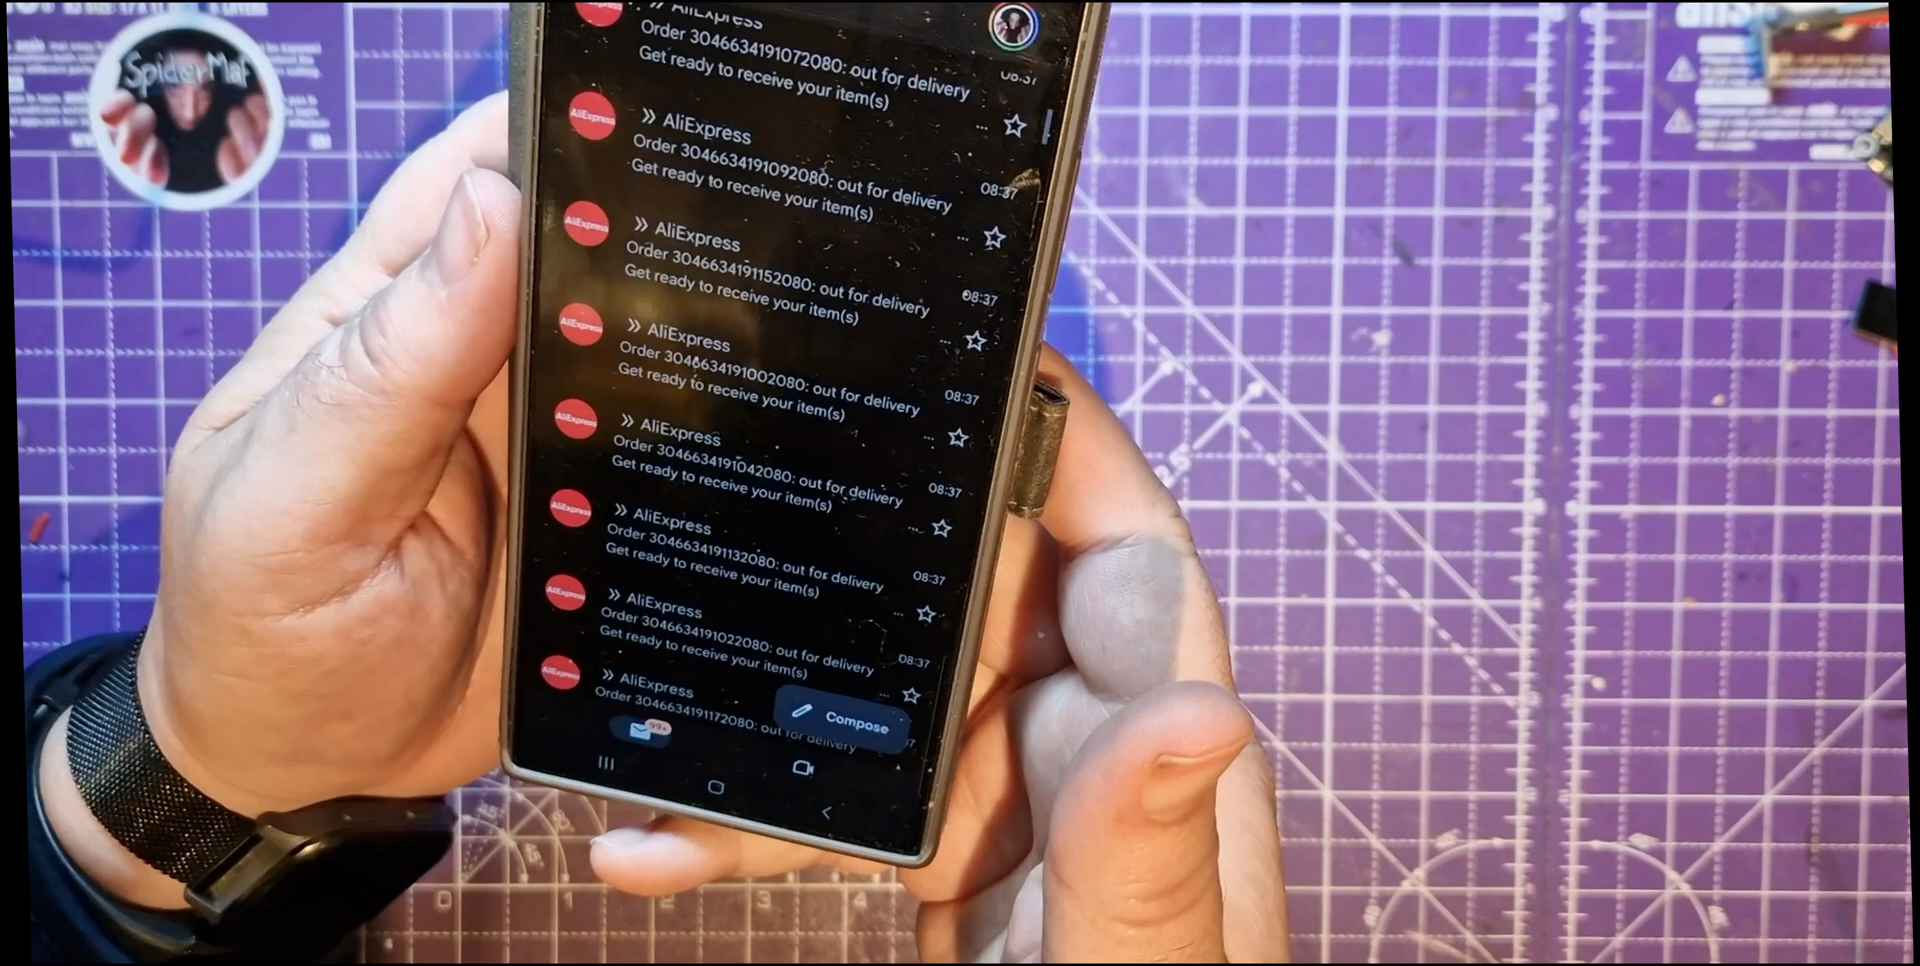 SpiderMaf
AliExpress
Order 3046634191072080: out for delivery
Get ready to receive your item(s)
08:37
AliExpress
» AliExpress
Order 3046634191092080: out for delivery
Get ready to receive your item(s)
08:37
AliExpress
» AliExpress
Order 3046634191152080: out for delivery
Get ready to receive your item(s)
08:37
AliExpress
» AliExpress
Order 3046634191002080: out for delivery
Get ready to receive your item(s)
08:37
AliExpress
» AliExpress
Order 3046634191042080: out for delivery
Get ready to receive your item(s)
08:37
AliExpress
» AliExpress
Order 3046634191132080: out for delivery
Get ready to receive your item(s)
08:37
AliExpress
» AliExpress
Order 3046634191022080: out for delivery
Get ready to receive your item(s)
08:37
AliExpress
» AliExpress
Order 3046634191172080: out for delivery
Compose
99+
0 1 2 3 4